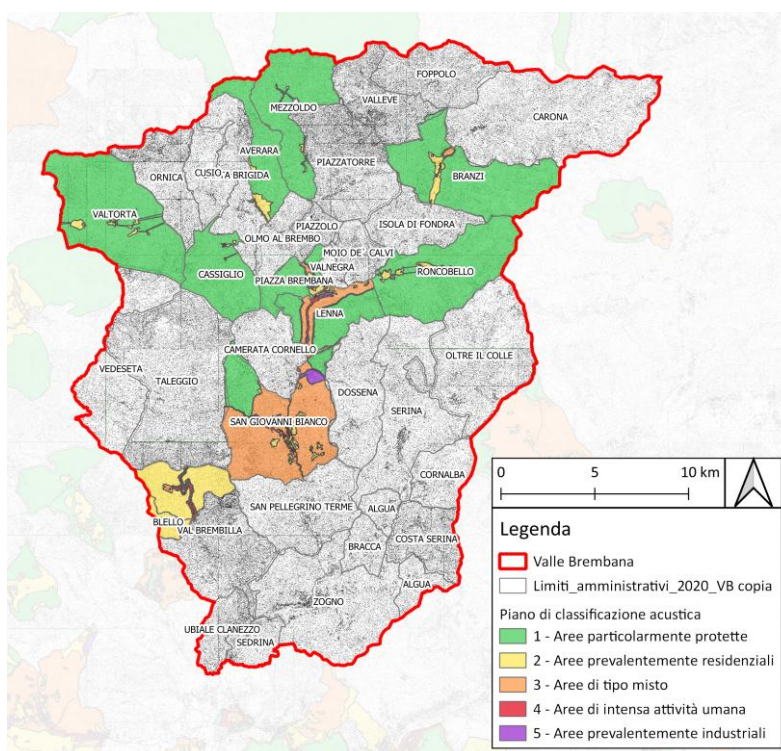 FOPPOLO
VALLEVE
CARONA
MEZZOLDO
AVERARA
PIAZZATORRE
CUSIO
A BRIGIDA
ORNICA
BRANZI
VALTORTA
PIAZZOLO
ISOLA DI FONDRA
OLMO AL BREMBO
MOIO DE' CALVI
VALNEGRA
CASSIGLIO
RONCOBELLO
PIAZZA BREMBANA
LENNA
CAMERATA CORNELLO
OLTRE IL COLLE
VEDESETA
TALEGGIO
DOSSENA
SERINA
SAN GIOVANNI BIANCO
CORNALBA
SAN PELLEGRINO TERME
ALGUA
BLELLO
VAL BREMBILLA
COSTA SERINA
BRACCA
ALGUA
ZOGNO
UBIALE CLANEZZO
SEDRINA
0 5 10 km
Legenda
Valle Brembana
Limiti_amministrativi_2020_VB copia
Piano di classificazione acustica
1 - Aree particolarmente protette
2 - Aree prevalentemente residenziali
3 - Aree di tipo misto
4 - Aree di intensa attività umana
5 - Aree prevalentemente industriali